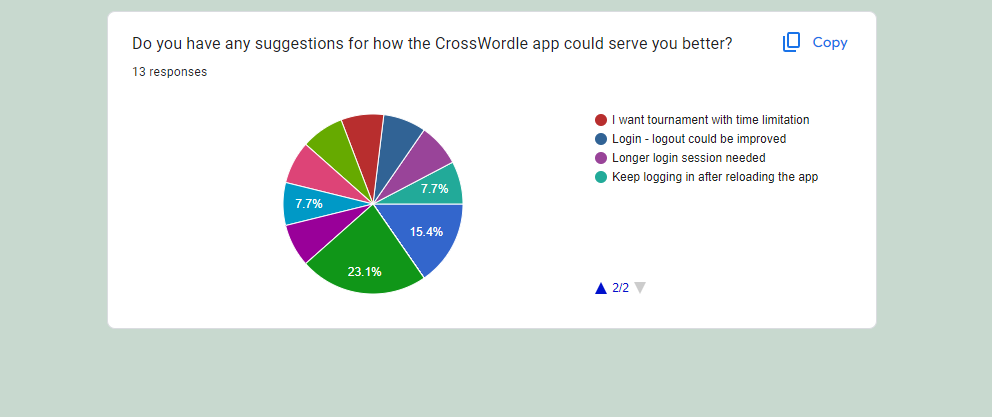 Do you have any suggestions for how the CrossWordle app could serve you better?
Copy
13 responses
I want tournament with time limitation
Login - logout could be improved
Longer login session needed
Keep logging in after reloading the app
7.7%
7.7%
15.4%
23.1%
2/2